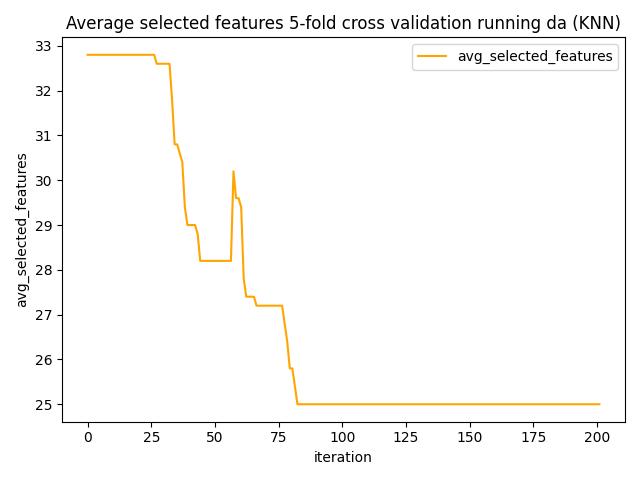 Average selected features 5-fold cross validation running da (KNN)
avg_selected_features
33
32
31
30
29
28
27
26
25
avg_selected_features
0 25 50 75 100 125 150 175 200
iteration